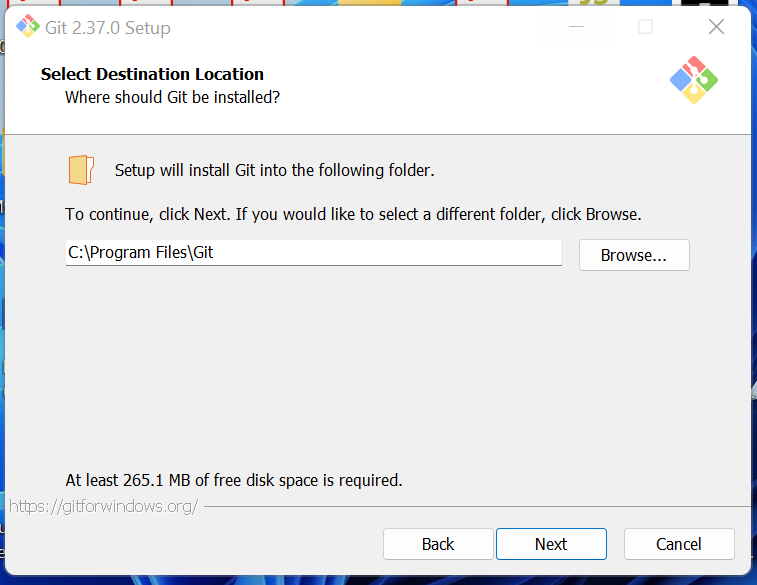 Git 2.37.0 Setup
Select Destination Location
Where should Git be installed?
Setup will install Git into the following folder.
To continue, click Next. If you would like to select a different folder, click Browse.
C:\Program Files\Git
Browse...
At least 265.1 MB of free disk space is required.
https://gitforwindows.org/
Back
Next
Cancel